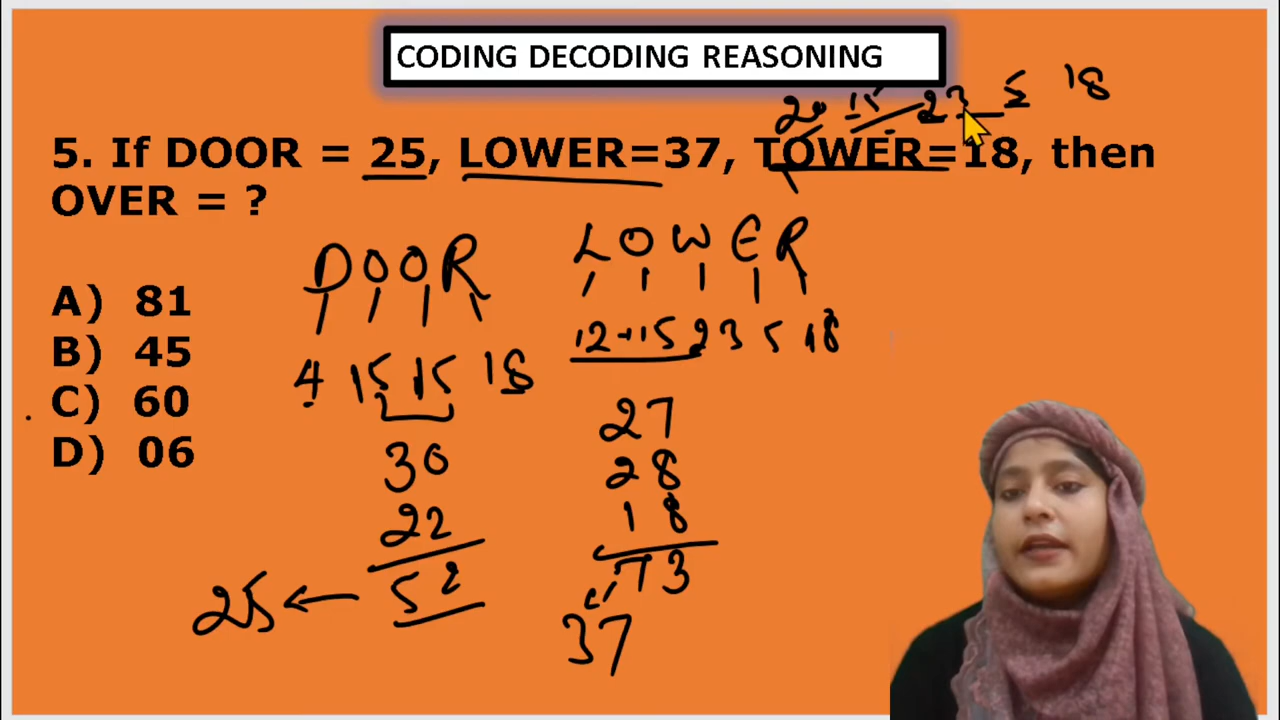 CODING DECODING REASONING
20 15 23 5 18
5. If DOOR = 25, LOWER=37, TOWER=18, then
OVER = ?
A) 81
B) 45
C) 60
D) 06
DOOR
4 15 15 18
30
22
52
25 ←
LOWER
12+15 23 5 18
27
28
18
73
37